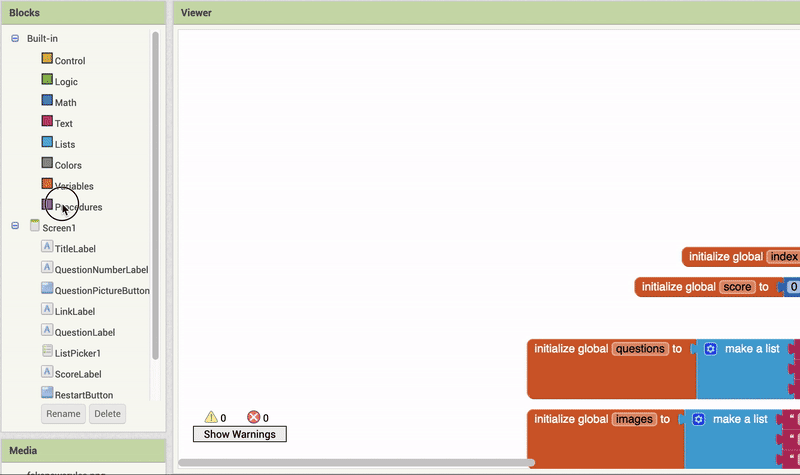 Blocks
Viewer
Built-in
Control
Logic
Math
Text
Lists
Colors
Variables
Procedures
Screen1
TitleLabel
QuestionNumberLabel
QuestionPictureButton
LinkLabel
QuestionLabel
ListPicker1
ScoreLabel
RestartButton
Rename
Delete
Media
initialize global index
initialize global score to 0
initialize global questions to make a list
initialize global images to make a list
0 0
Show Warnings